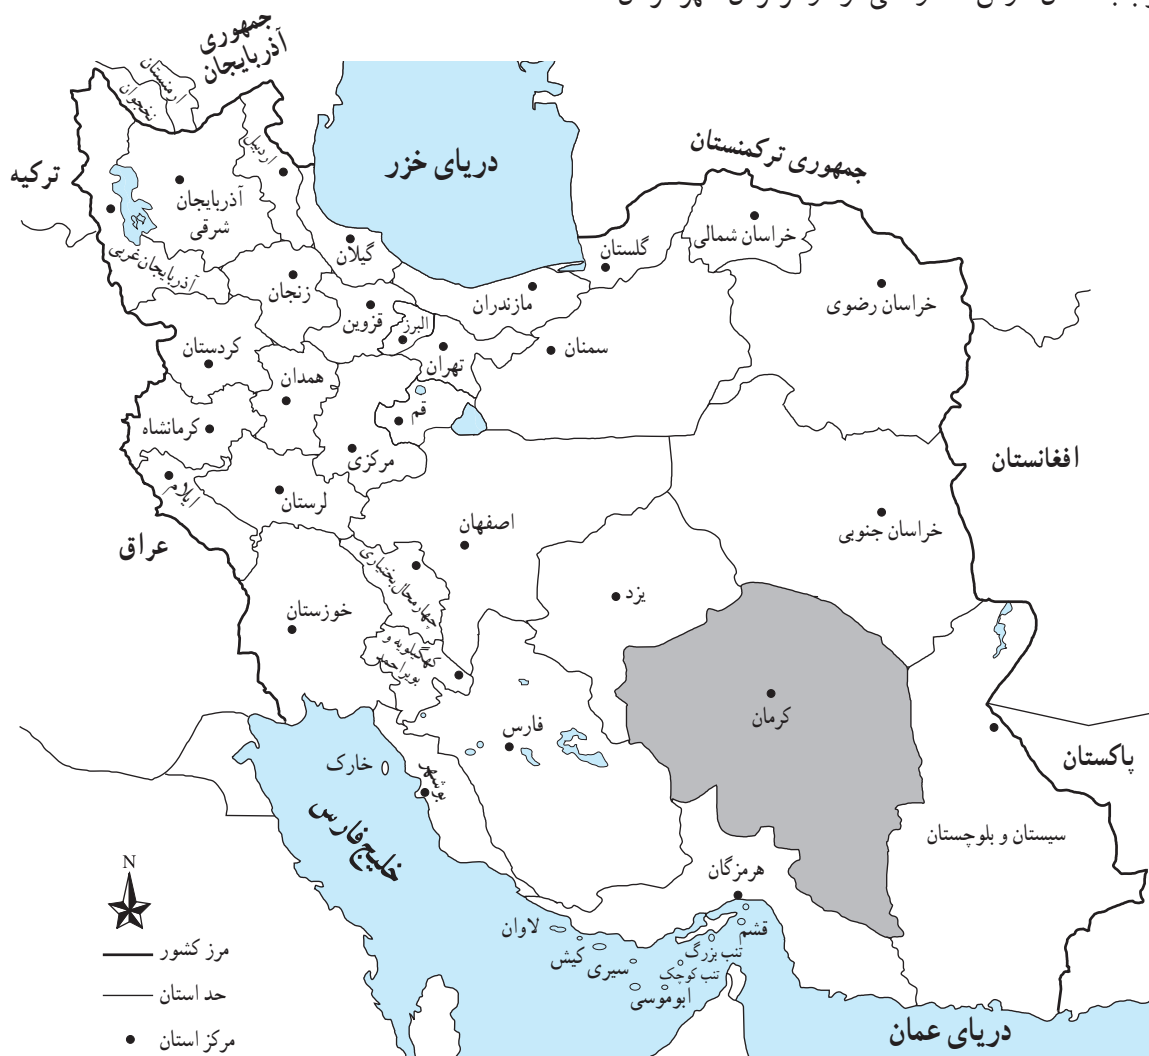 جمهوری
آذربایجان
ارمنستان
نخجوان
ترکیه
اردبیل
دریای خزر
جمهوری ترکمنستان
آذربایجان
شرقی
آذربایجان غربی
گیلان
گلستان
خراسان شمالی
زنجان
مازندران
خراسان رضوی
قزوین
البرز
کردستان
تهران
سمنان
همدان
کرمانشاه
قم
مرکزی
افغانستان
ایلام
لرستان
اصفهان
خراسان جنوبی
عراق
چهارمحال بختیاری
یزد
خوزستان
کهگیلویه و
بویراحمد
کرمان
فارس
پاکستان
خارک
بوشهر
خلیج فارس
سیستان و بلوچستان
هرمزگان
N
لاوان
قشم
کیش
تنب بزرگ
سیری
تنب کوچک
ابوموسی
دریای عمان
مرز کشور
حد استان
مرکز استان